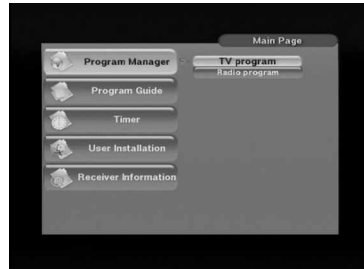 Main Page
Program Manager
TV program
Radio program
Program Guide
Timer
User Installation
Receiver Information